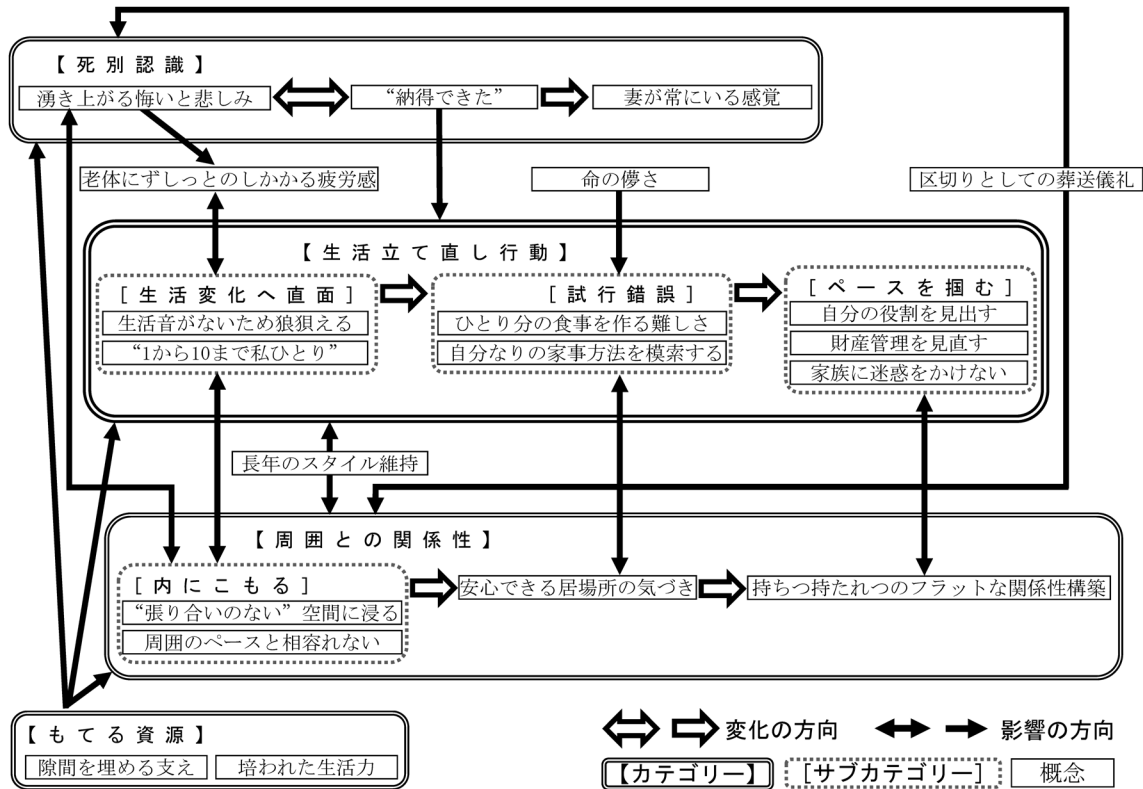 【死別認識】
湧き上がる悔いと悲しみ
“納得できた”
妻が常にいる感覚
老体にずしっとのしかかる疲労感
命の儚さ
区切りとしての葬送儀礼
【生活立て直し行動】
[生活変化へ直面]
生活音がないため狼狽える
“1から10まで私ひとり”
[試行錯誤]
ひとり分の食事を作る難しさ
自分なりの家事方法を模索する
[ペースを掴む]
自分の役割を見出す
財産管理を見直す
家族に迷惑をかけない
長年のスタイル維持
【周囲との関係性】
[内にこもる]
“張り合いのない”空間に浸る
周囲のペースと相容れない
安心できる居場所の気づき
持ちつ持たれつのフラットな関係性構築
【もてる資源】
隙間を埋める支え
培われた生活力
変化の方向
影響の方向
【カテゴリー】
[サブカテゴリー]
概念